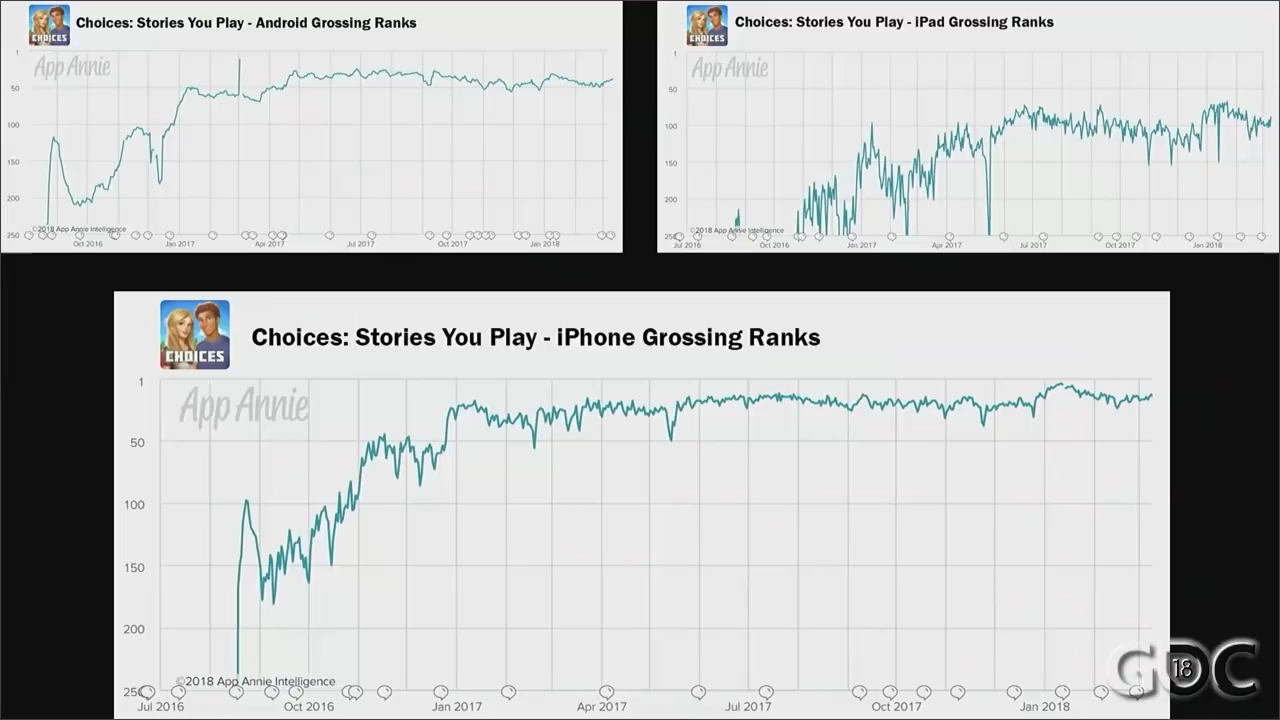 Choices: Stories You Play - Android Grossing Ranks
CHOICES
App Annie
1
50
100
150
200
250
©2018 App Annie Intelligence
Oct 2016
Jan 2017
Apr 2017
Jul 2017
Oct 2017
Jan 2018
Choices: Stories You Play - iPad Grossing Ranks
CHOICES
App Annie
1
50
100
150
200
©2018 App Annie Intelligence
Jul 2016
Oct 2016
Jan 2017
Apr 2017
Jul 2017
Oct 2017
Jan 2018
Choices: Stories You Play - iPhone Grossing Ranks
CHOICES
App Annie
1
50
100
150
200
©2018 App Annie Intelligence
Jul 2016
Oct 2016
Jan 2017
Apr 2017
Jul 2017
Oct 2017
Jan 2018
GDC
18